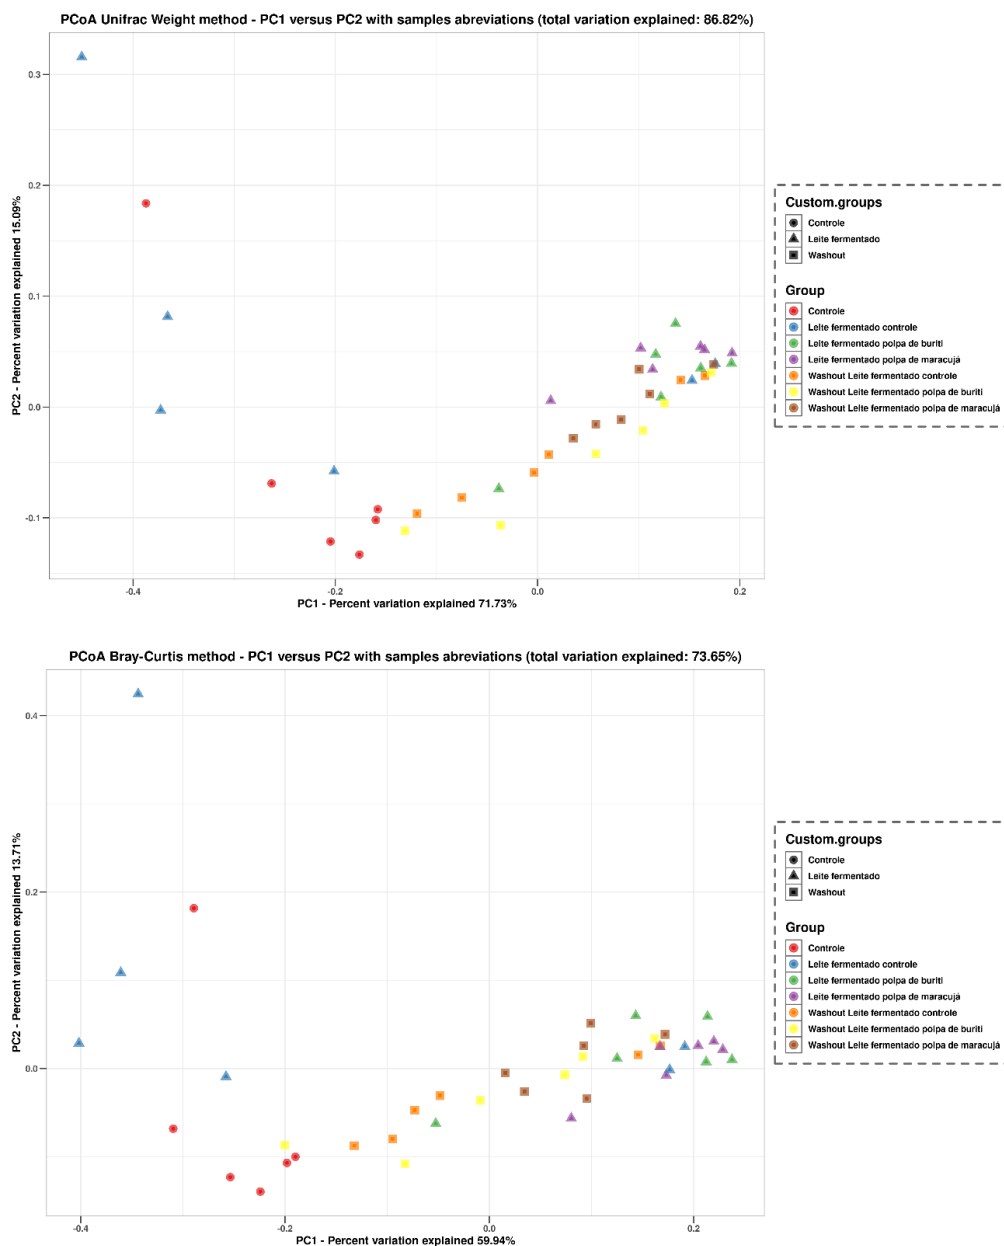 PCoA Unifrac Weight method - PC1 versus PC2 with samples abreviations (total variation explained: 86.82%)
PC2 - Percent variation explained 15.09%
0.3
0.2
0.1
0.0
-0.1
-0.4
-0.2
0.0
0.2
PC1 - Percent variation explained 71.73%
Custom.groups
Controle
Leite fermentado
Washout
Group
Controle
Leite fermentado controle
Leite fermentado polpa de buriti
Leite fermentado polpa de maracujá
Washout Leite fermentado controle
Washout Leite fermentado polpa de buriti
Washout Leite fermentado polpa de maracujá
PCoA Bray-Curtis method - PC1 versus PC2 with samples abreviations (total variation explained: 73.65%)
PC2 - Percent variation explained 13.71%
0.4
0.2
0.0
-0.4
-0.2
0.0
0.2
PC1 - Percent variation explained 59.94%
Custom.groups
Controle
Leite fermentado
Washout
Group
Controle
Leite fermentado controle
Leite fermentado polpa de buriti
Leite fermentado polpa de maracujá
Washout Leite fermentado controle
Washout Leite fermentado polpa de buriti
Washout Leite fermentado polpa de maracujá